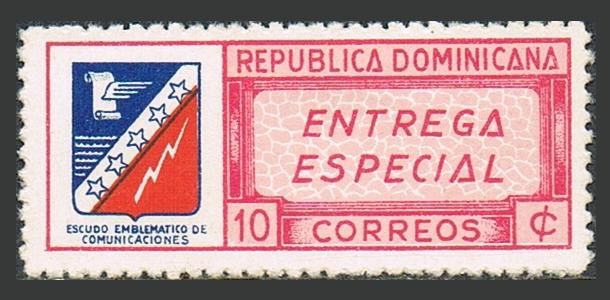 REPUBLICA DOMINICANA
ENTREGA
ESPECIAL
10 CORREOS ¢
ESCUDO EMBLEMATICO DE
COMUNICACIONES